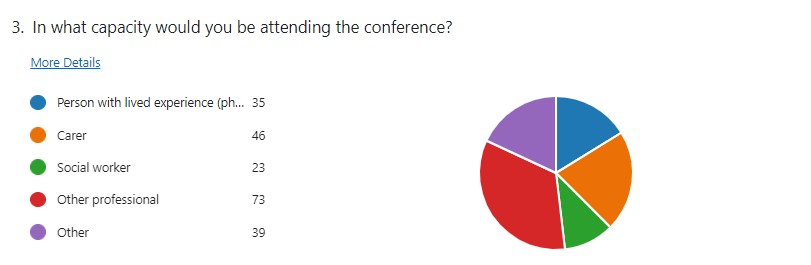 3. In what capacity would you be attending the conference?
More Details
Person with lived experience (ph... 35
Carer 46
Social worker 23
Other professional 73
Other 39